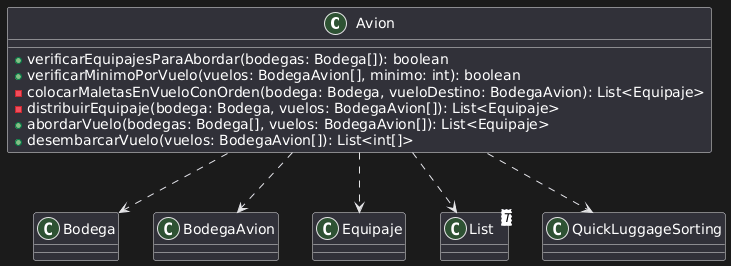 C Avion
verificarEquipajesParaAbordar(bodegas: Bodega[]): boolean
verificarMinimoPorVuelo(vuelos: BodegaAvion[], minimo: int): boolean
colocarMaletasEnVueloConOrden(bodega: Bodega, vueloDestino: BodegaAvion): List<Equipaje>
distribuirEquipaje(bodega: Bodega, vuelos: BodegaAvion[]): List<Equipaje>
abordarVuelo(bodegas: Bodega[], vuelos: BodegaAvion[]): List<Equipaje>
desembarcarVuelo(vuelos: BodegaAvion[]): List<int[]>
C Bodega
C BodegaAvion
C Equipaje
C List
C QuickLuggageSorting